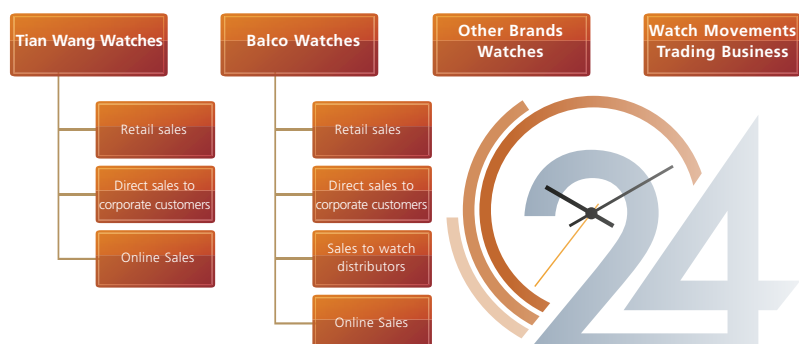 Tian Wang Watches
Balco Watches
Other Brands
Watches
Watch Movements
Trading Business
Retail sales
Direct sales to
corporate customers
Online Sales
Retail sales
Direct sales to
corporate customers
Sales to watch
distributors
Online Sales
24